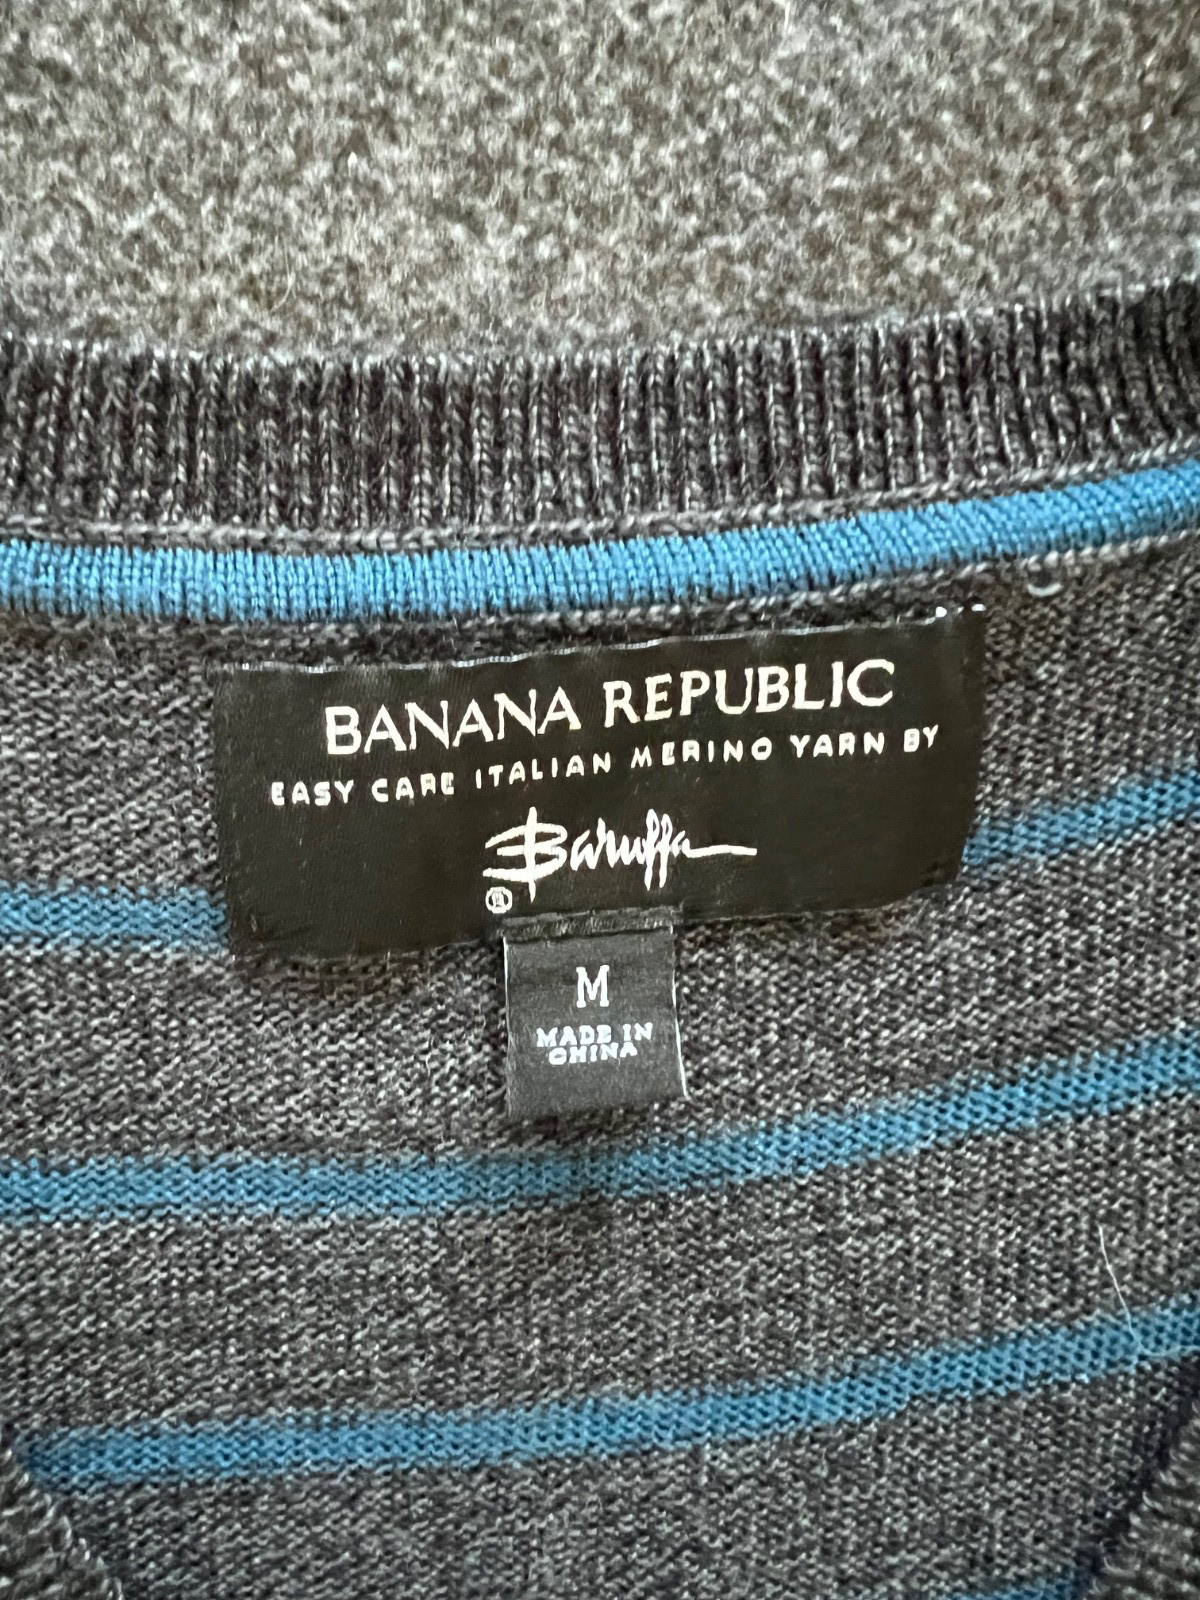 BANANA REPUBLIC
EASY CARE ITALIAN MERINO YARN BY
Baruffa
®
M
MADE IN
CHINA